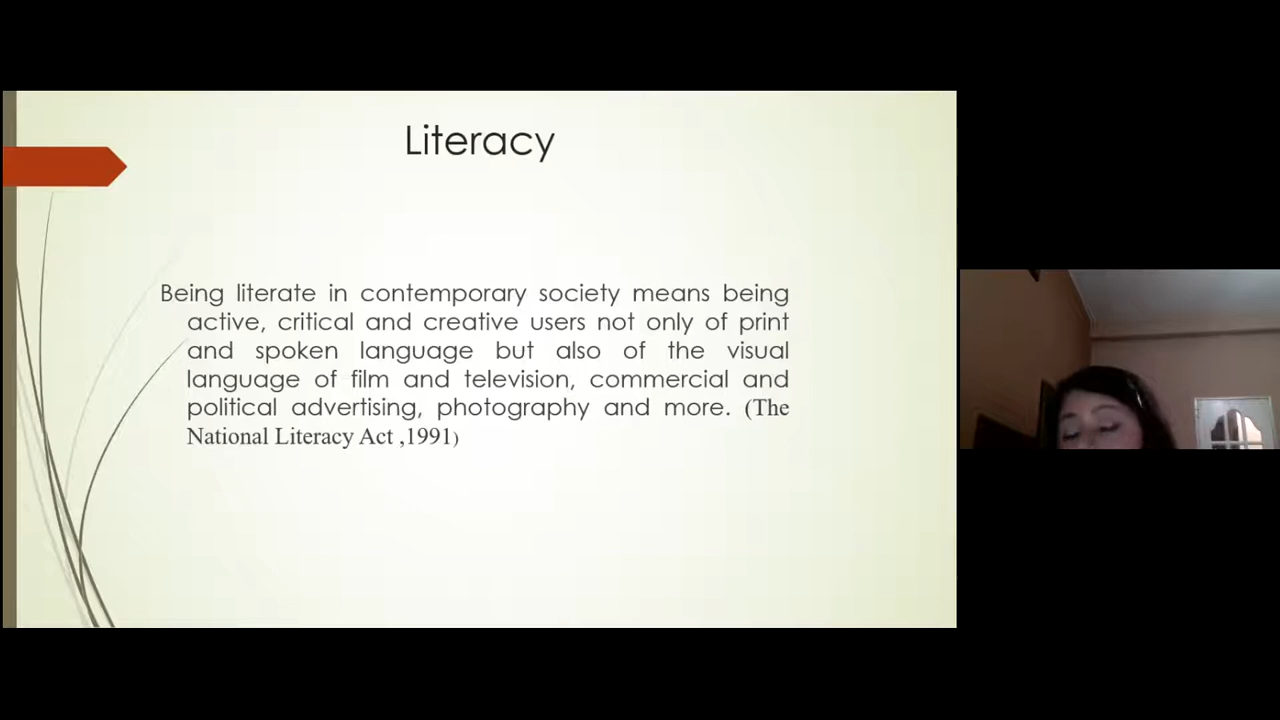 Literacy
Being literate in contemporary society means being
active, critical and creative users not only of print
and spoken language but also of the visual
language of film and television, commercial and
political advertising, photography and more. (The
National Literacy Act ,1991)